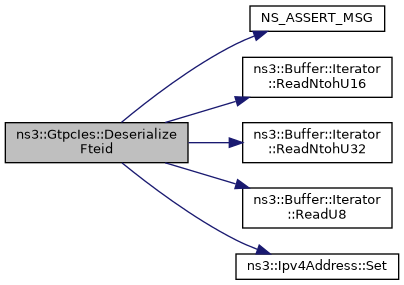 NS_ASSERT_MSG
ns3::Buffer::Iterator
::ReadNtohU16
ns3::GtpcIes::Deserialize
Fteid
ns3::Buffer::Iterator
::ReadNtohU32
ns3::Buffer::Iterator
::ReadU8
ns3::Ipv4Address::Set